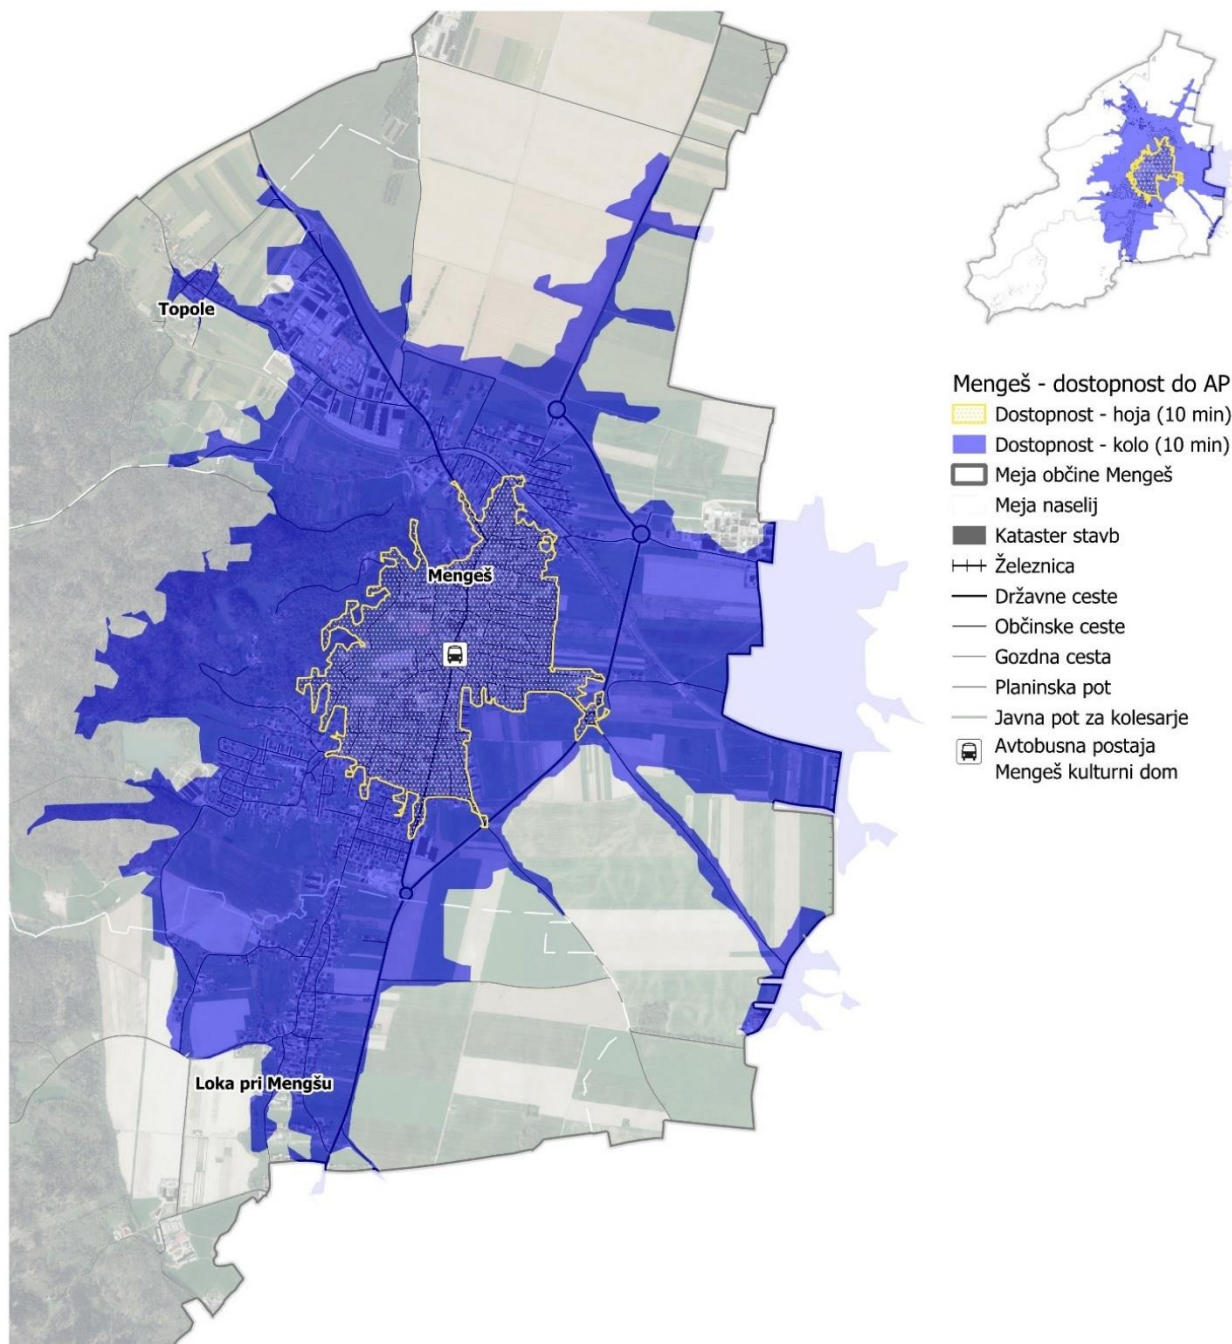 Topole
Mengeš
Loka pri Mengšu
Mengeš - dostopnost do AP
Dostopnost - hoja (10 min)
Dostopnost - kolo (10 min)
Meja občine Mengeš
Meja naselij
Kataster stavb
Železnica
Državne ceste
Občinske ceste
Gozdna cesta
Planinska pot
Javna pot za kolesarje
Avtobusna postaja
Mengeš kulturni dom